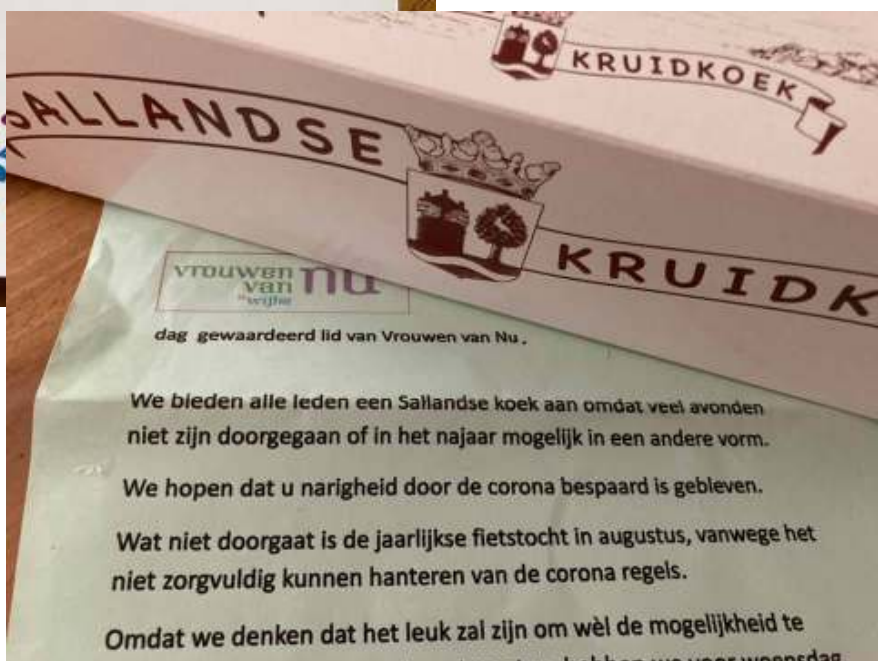 KRUIDKOEK
SALLANDSE
KRUIDK
vrouwen
van nu
wijhe
dag gewaardeerd lid van Vrouwen van Nu.
We bieden alle leden een Sallandse koek aan omdat veel avonden
niet zijn doorgegaan of in het najaar mogelijk in een andere vorm.
We hopen dat u narigheid door de corona bespaard is gebleven.
Wat niet doorgaat is de jaarlijkse fietstocht in augustus, vanwege het
niet zorgvuldig kunnen hanteren van de corona regels.
Omdat we denken dat het leuk zal zijn om wèl de mogelijkheid te
we voor woensdag